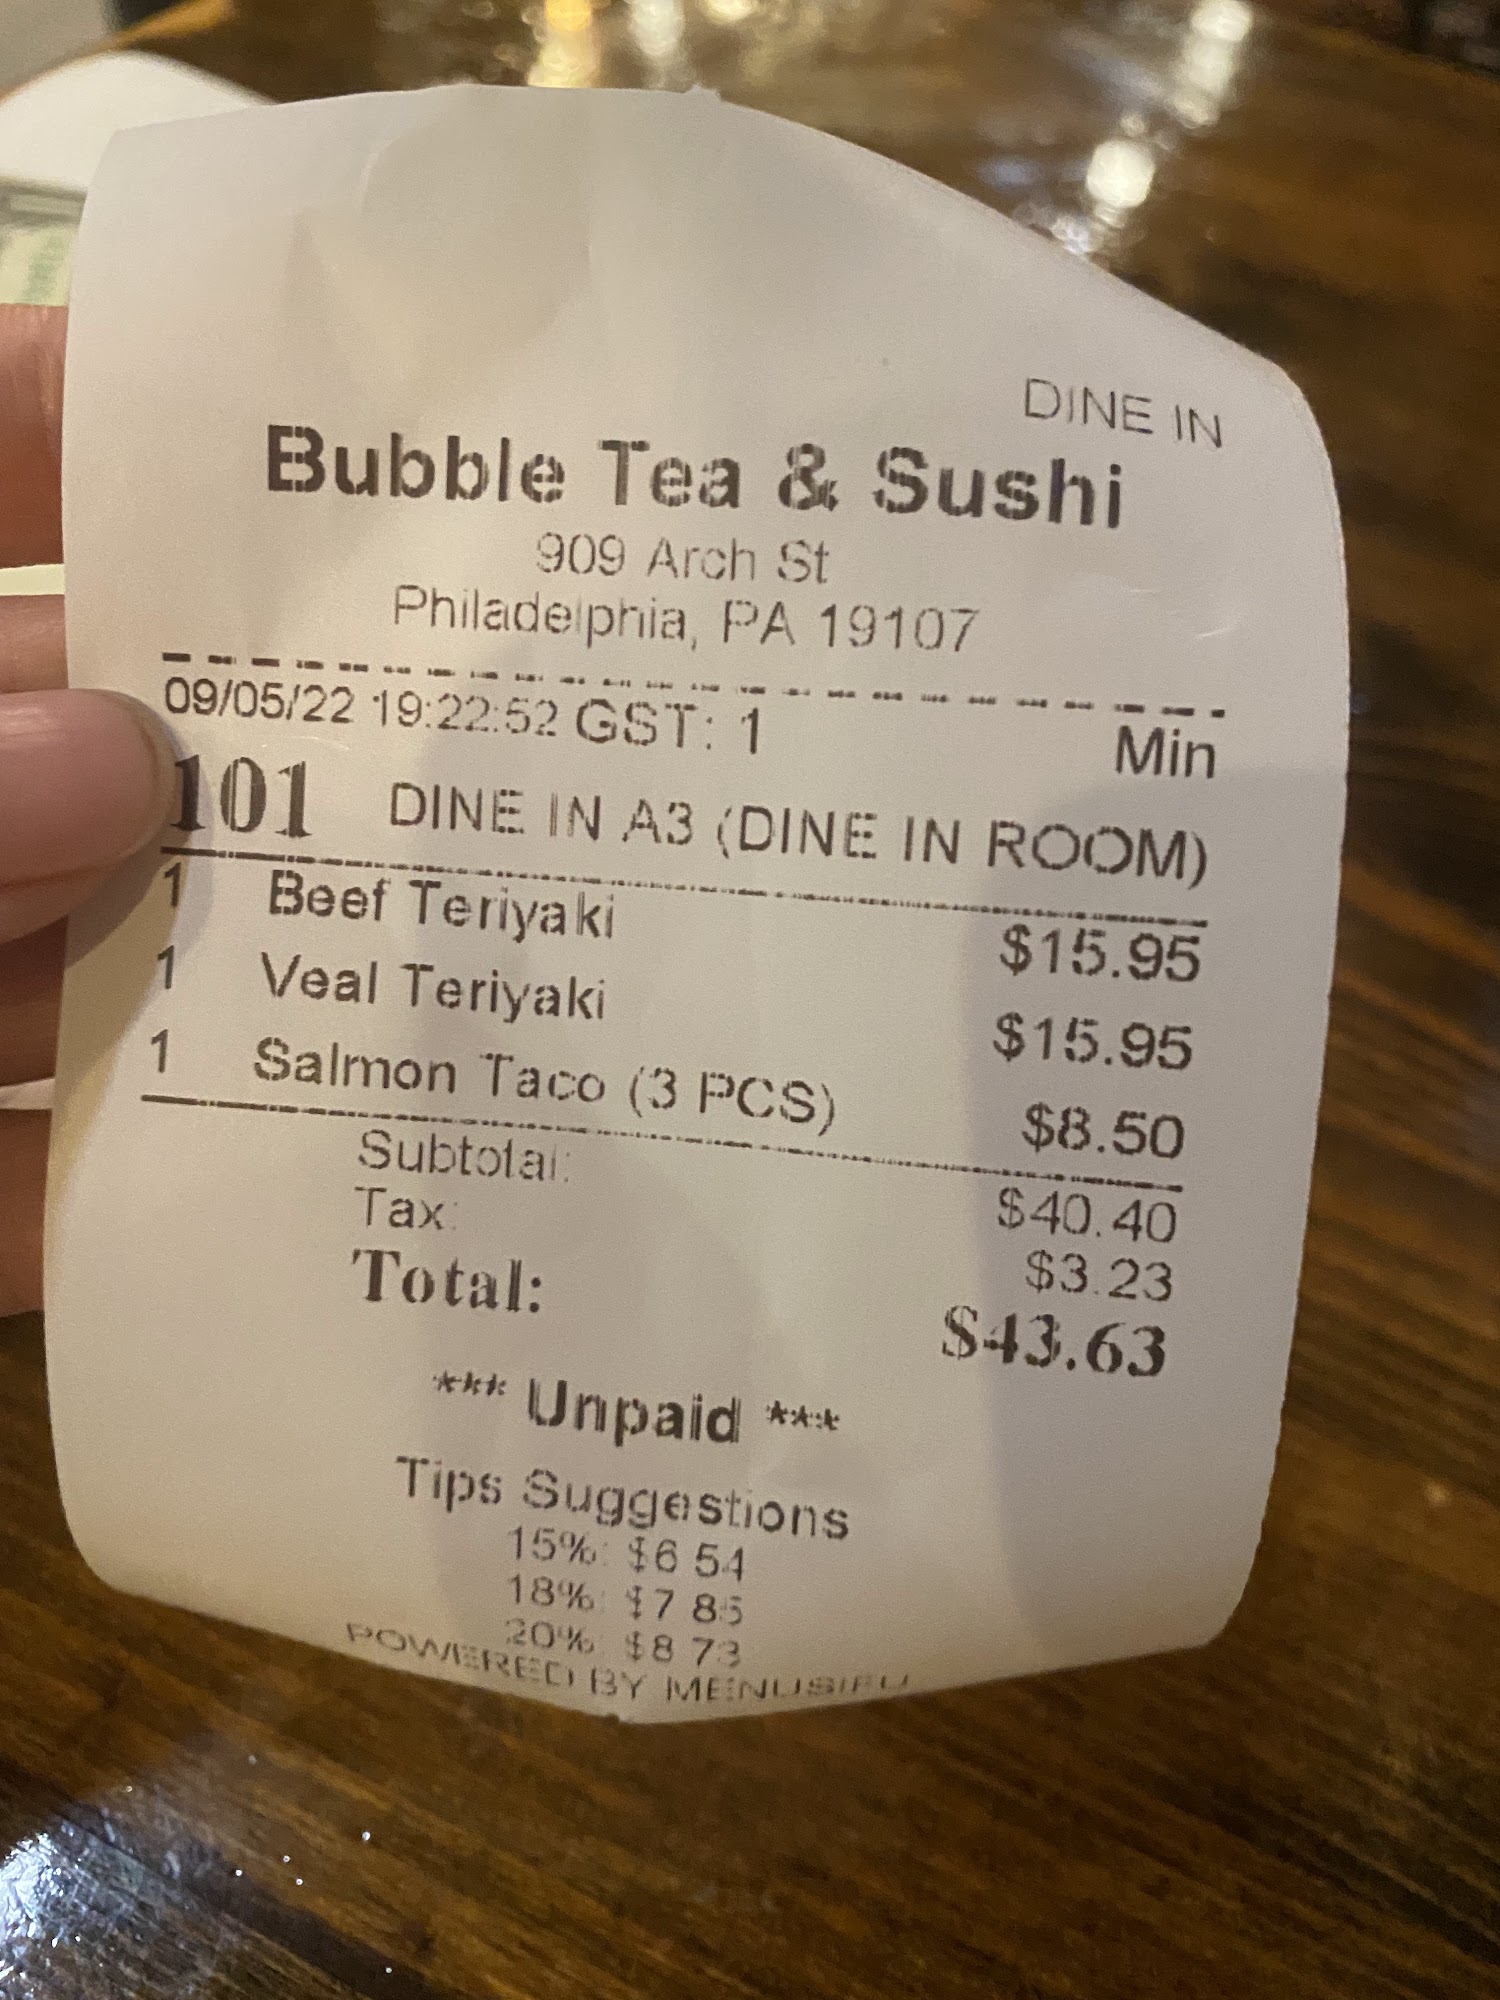 DINE IN
Bubble Tea & Sushi
909 Arch St
Philadelphia, PA 19107
09/05/22 19:22:52 GST: 1 Min
101 DINE IN A3 (DINE IN ROOM)
1 Beef Teriyaki $15.95
1 Veal Teriyaki $15.95
1 Salmon Taco (3 PCS) $8.50
Subtotal: $40.40
Tax: $3.23
Total: $43.63
*** Unpaid ***
Tips Suggestions
15%: $6.54
18%: $7.85
20%: $8.73
POWERED BY MENUSIFU